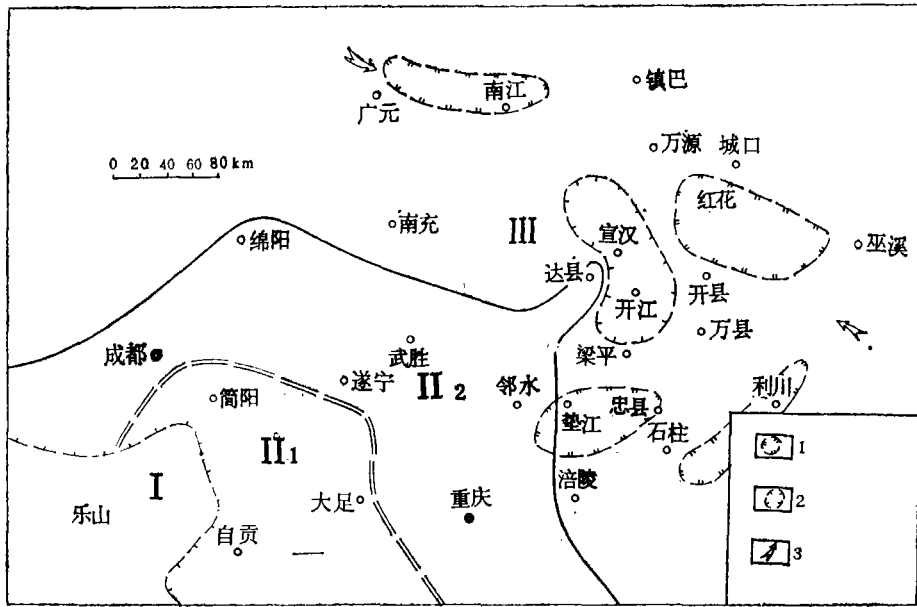 镇巴
南江
广元
万源
城口
0 20 40 60 80 km
红花
南充
III
宣汉
绵阳
巫溪
达县
开县
开江
万县
成都
武胜
梁平
遂宁
II2
邻水
利川
简阳
忠县
垫江
石柱
II1
1
I
涪陵
大足
重庆
2
乐山
自贡
3